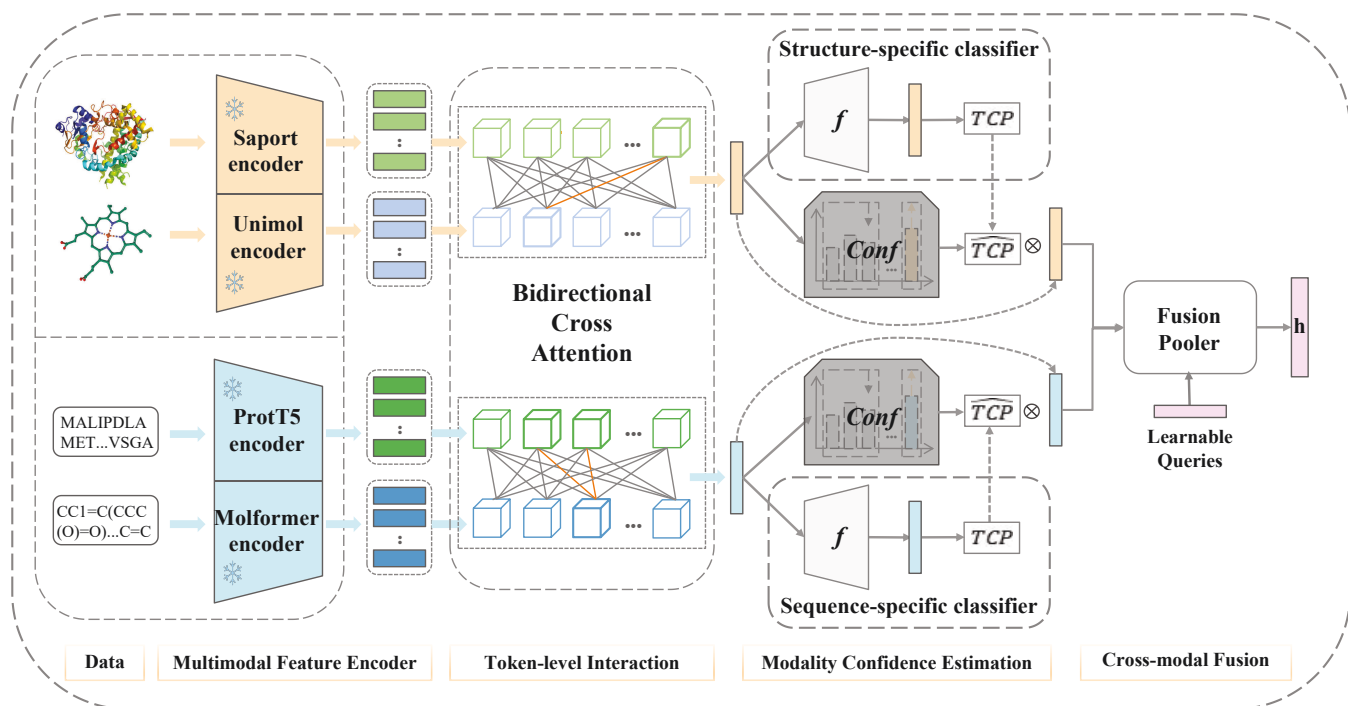 Structure-specific classifier
Saport
encoder
Unimol
encoder
f
TCP
Conf
...
TCP
⊗
:
:
...
...
Bidirectional
Cross
Attention
Fusion
Pooler
h
Learnable
Queries
MALIPDLA
MET...VSGA
ProtT5
encoder
CC1=C(CCC
(O)=O)...C=C
Molformer
encoder
:
:
...
...
Conf
...
TCP
⊗
f
TCP
Sequence-specific classifier
Data
Multimodal Feature Encoder
Token-level Interaction
Modality Confidence Estimation
Cross-modal Fusion